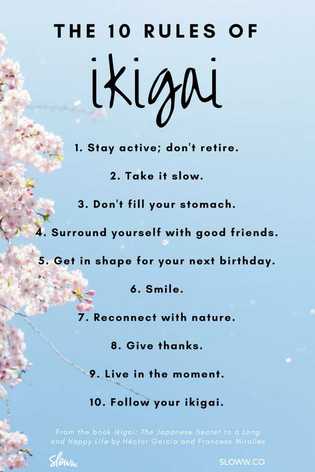 THE 10 RULES OF
ikigai
1. Stay active; don't retire.
2. Take it slow.
3. Don't fill your stomach.
4. Surround yourself with good friends.
5. Get in shape for your next birthday.
6. Smile.
7. Reconnect with nature.
8. Give thanks.
9. Live in the moment.
10. Follow your ikigai.
From the book Ikigai: The Japanese Secret to a Long
and Happy Life by Héctor García and Francesc Miralles
Sloww
SLOWW.CO